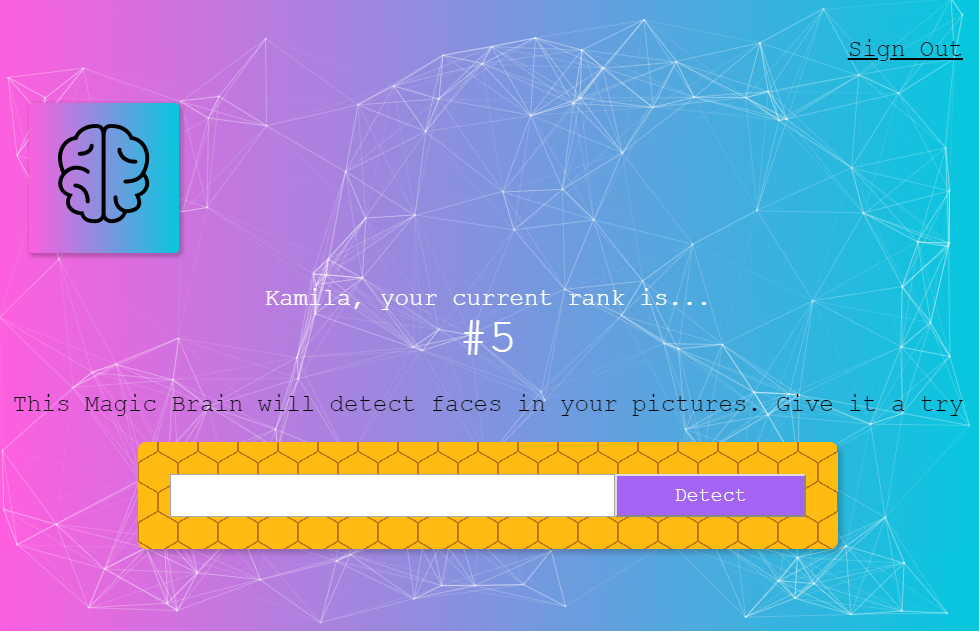 Sign Out
Kamila, your current rank is...
#5
This Magic Brain will detect faces in your pictures. Give it a try
Detect